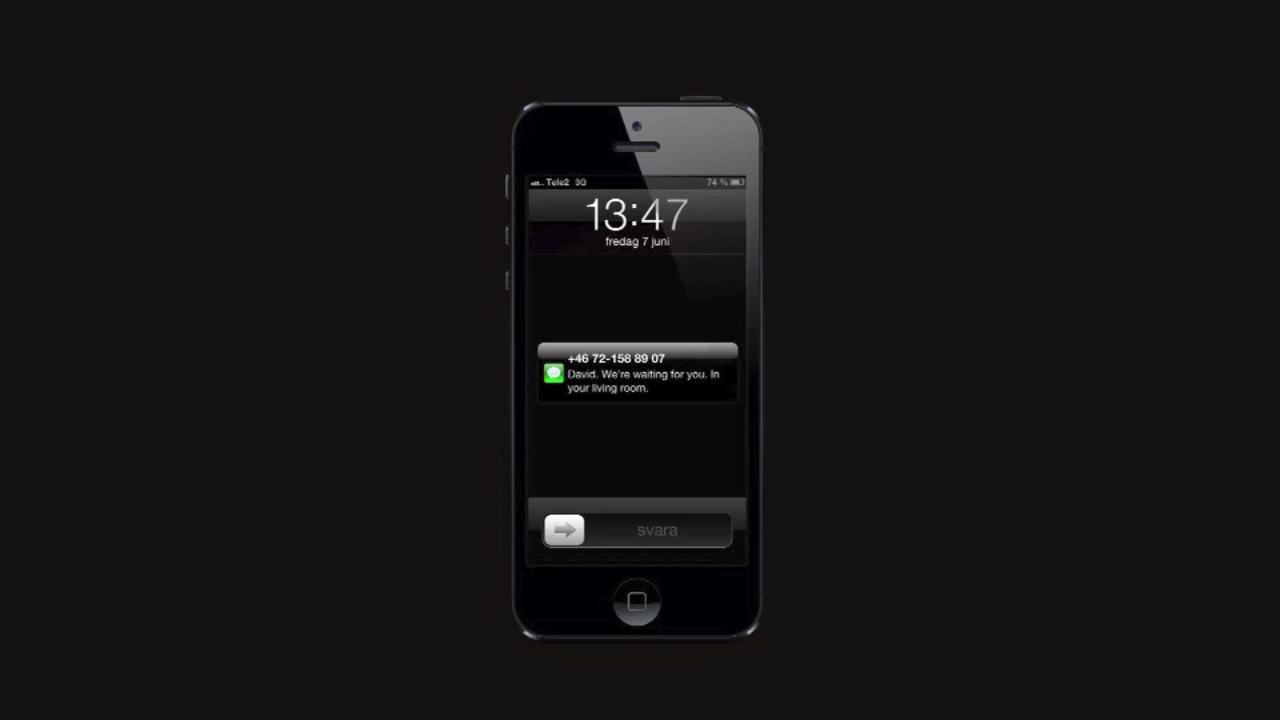 Tele2 3G 74 %
13:47
fredag 7 juni
+46 72-158 89 07
David. We're waiting for you. In
your living room.
svara